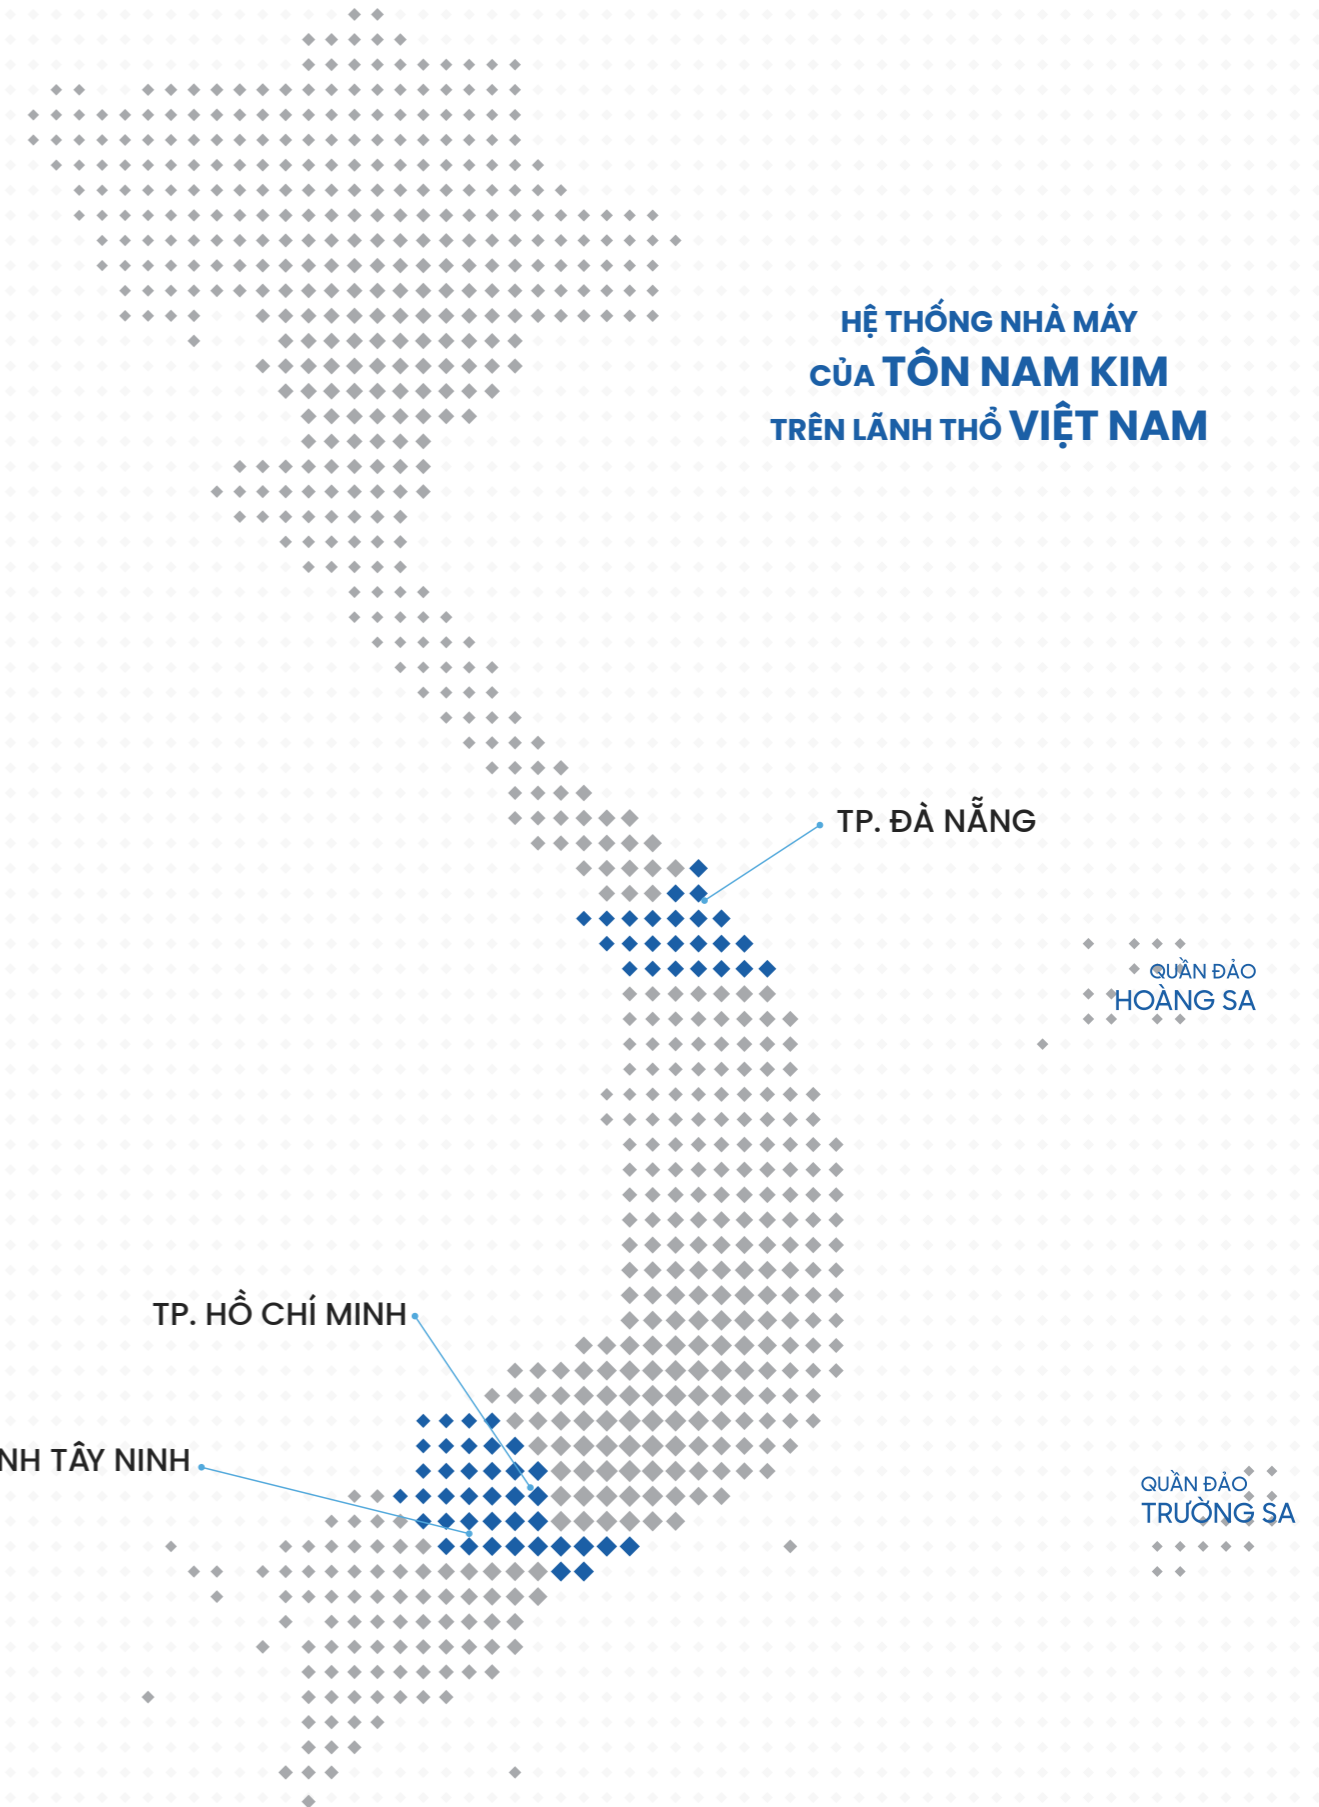 HỆ THỐNG NHÀ MÁY
CỦA TÔN NAM KIM
TRÊN LÃNH THỔ VIỆT NAM
TP. ĐÀ NẴNG
QUẦN ĐẢO
HOÀNG SA
TP. HỒ CHÍ MINH
NH TÂY NINH
QUẦN ĐẢO
TRƯỜNG SA